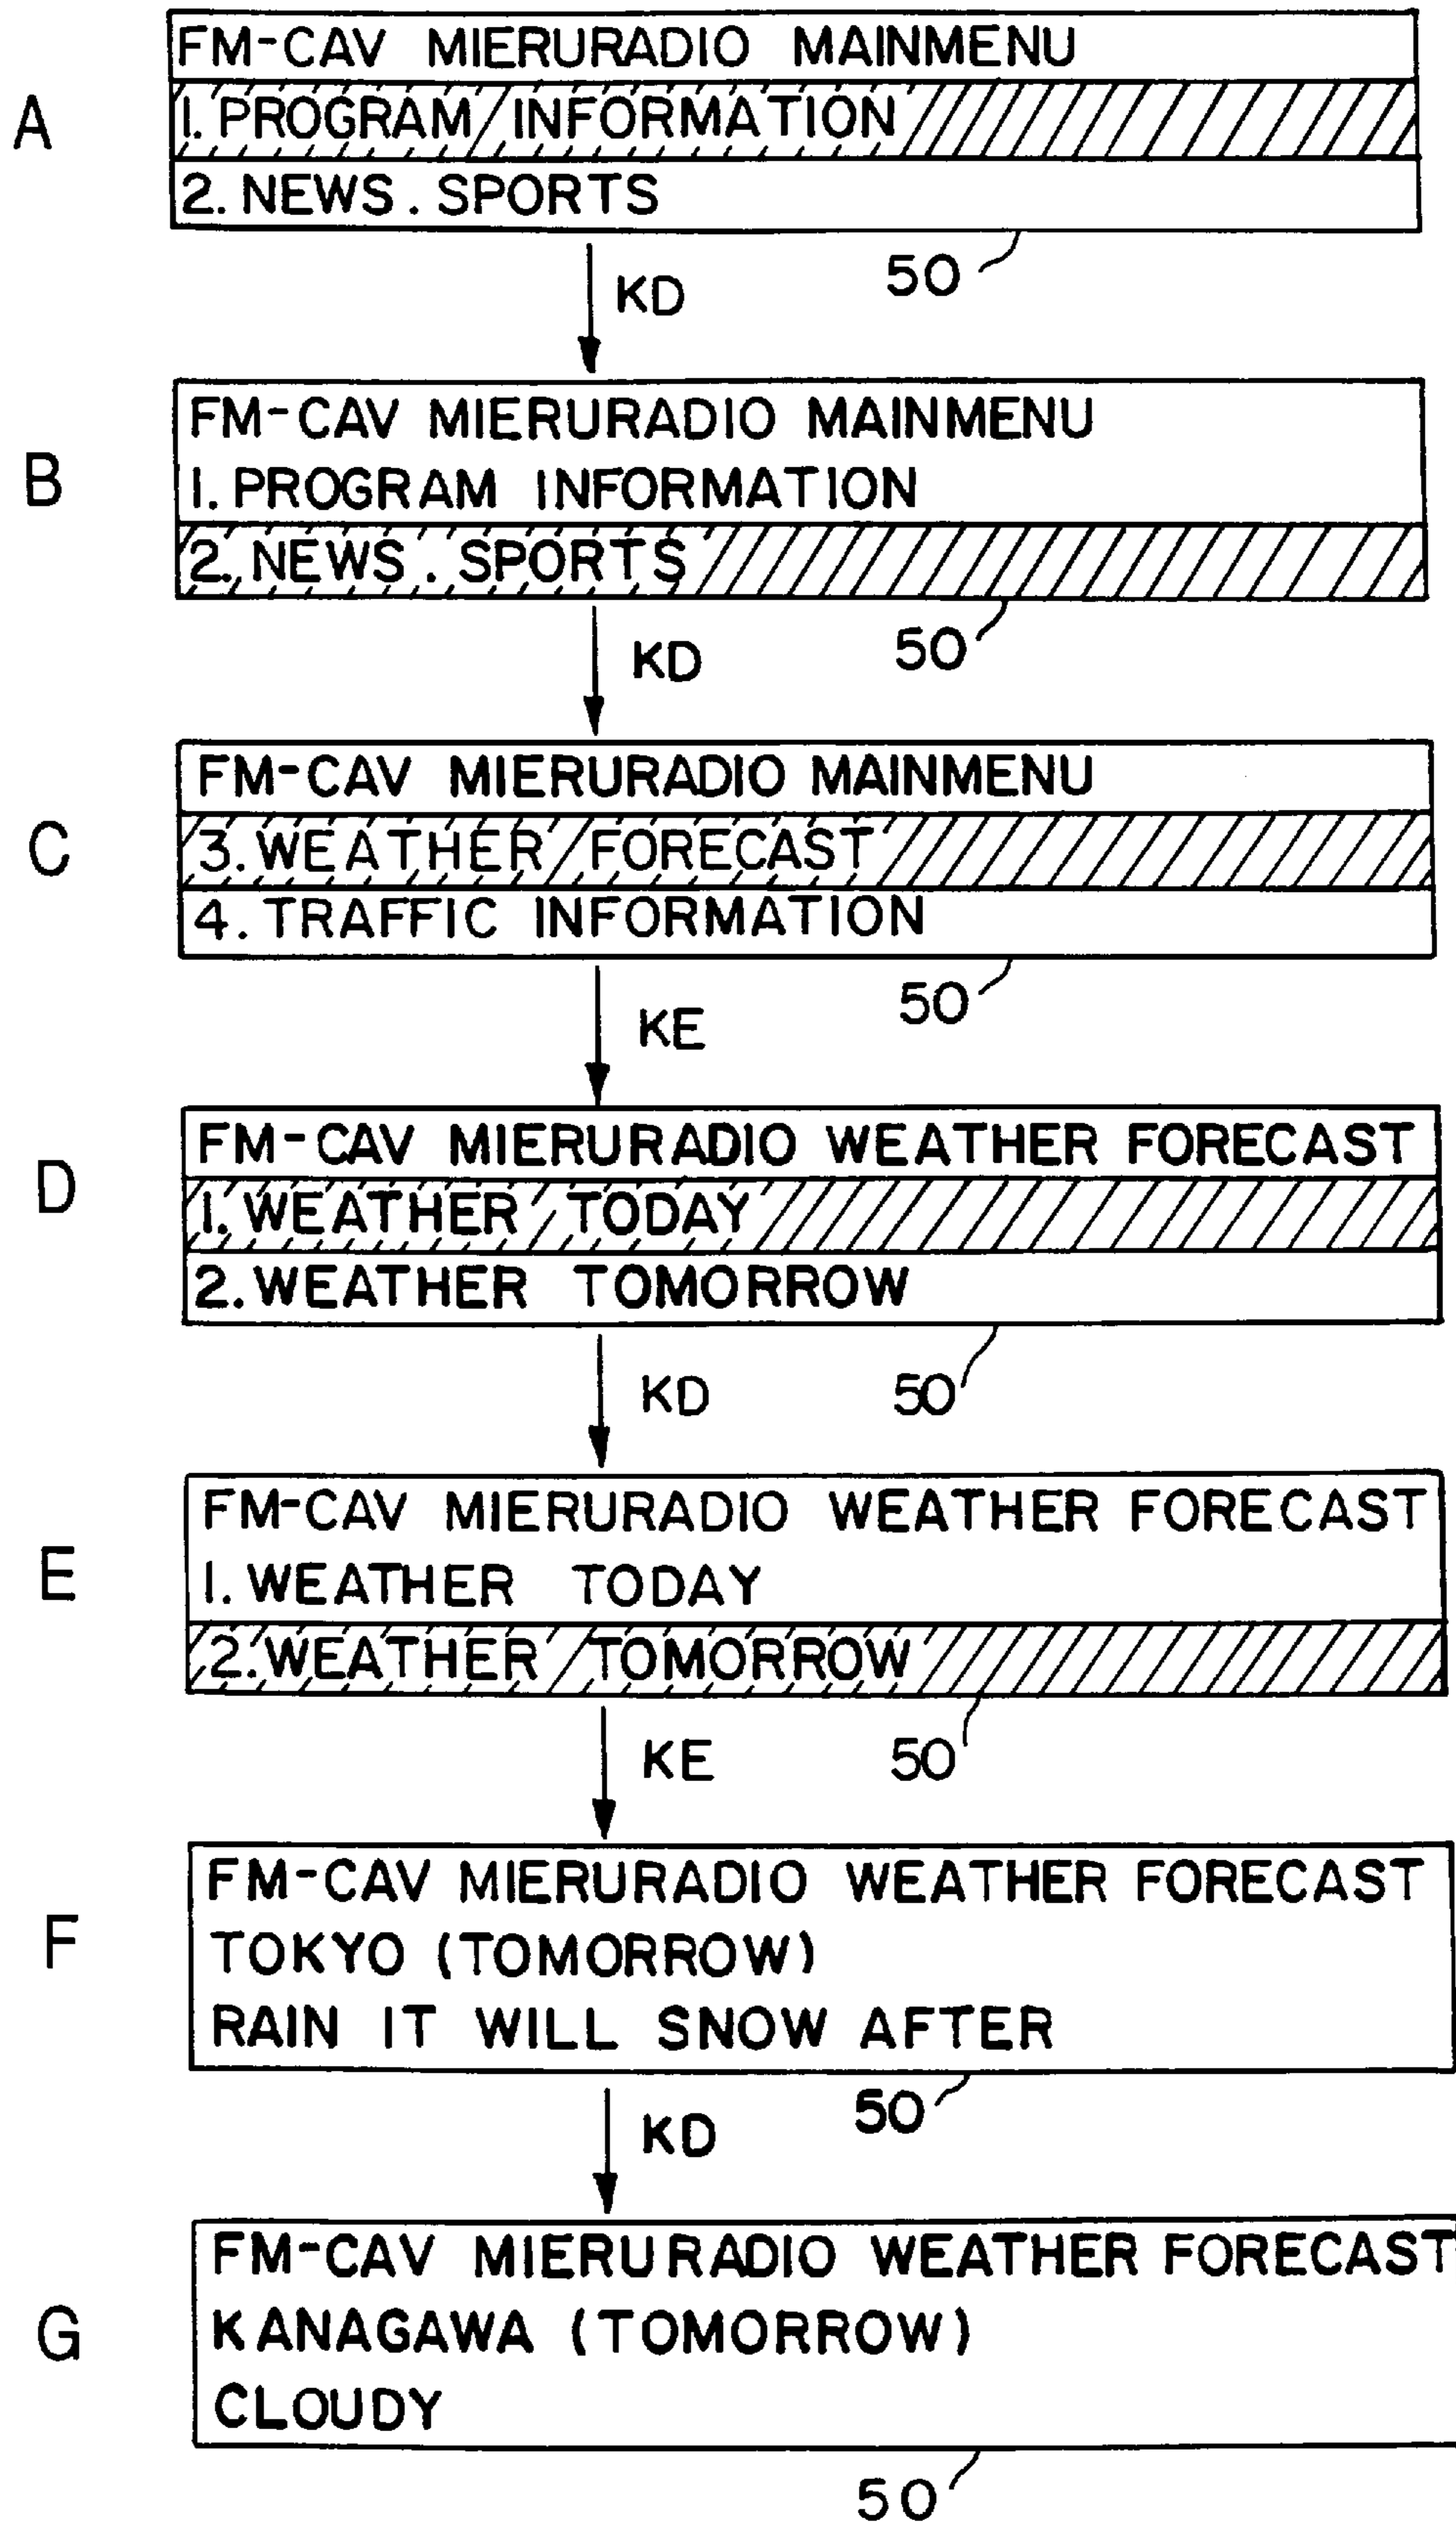 FM-CAV MIERURADIO MAINMENU
A
1. PROGRAM INFORMATION
2. NEWS . SPORTS
50
KD
FM-CAV MIERURADIO MAINMENU
B
1. PROGRAM INFORMATION
2. NEWS . SPORTS
50
KD
FM-CAV MIERURADIO MAINMENU
C
3. WEATHER FORECAST
4. TRAFFIC INFORMATION
50
KE
FM-CAV MIERURADIO WEATHER FORECAST
D
1. WEATHER TODAY
2. WEATHER TOMORROW
50
KD
FM-CAV MIERURADIO WEATHER FORECAST
E
1. WEATHER TODAY
2. WEATHER TOMORROW
50
KE
FM-CAV MIERURADIO WEATHER FORECAST
F
TOKYO (TOMORROW)
RAIN IT WILL SNOW AFTER
50
KD
FM-CAV MIERURADIO WEATHER FORECAST
G
KANAGAWA (TOMORROW)
CLOUDY
50